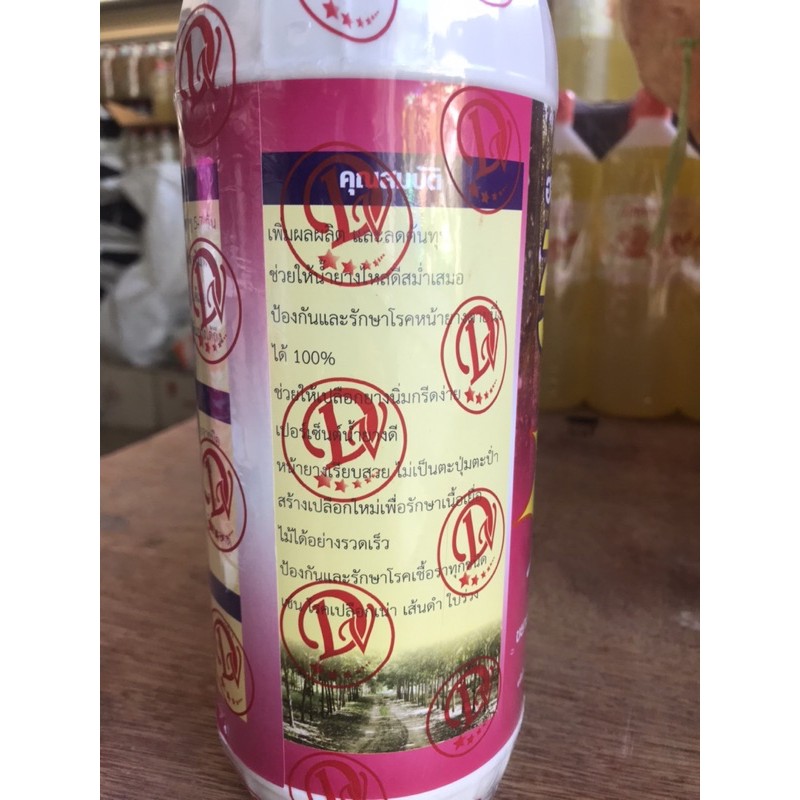 คุณสมบัติ
เพิ่มผลผลิต และลดต้นทุน
ช่วยให้น้ำยางไหลดีสม่ำเสมอ
ป้องกันและรักษาโรคหน้ายางตายนิ่ง
ได้ 100%
ช่วยให้เปลือกยางนิ่มกรีดง่าย
เปอร์เซ็นต์น้ำยางดี
หน้ายางเรียบสวย ไม่เป็นตะปุ่มตะป่ำ
สร้างเปลือกใหม่เพื่อรักษาเนื้อเยื่อ
ไม้ได้อย่างรวดเร็ว
ป้องกันและรักษาโรคเชื้อราทุกชนิด
เช่น โรคเปลือกเน่า เส้นดำ ใบร่วง